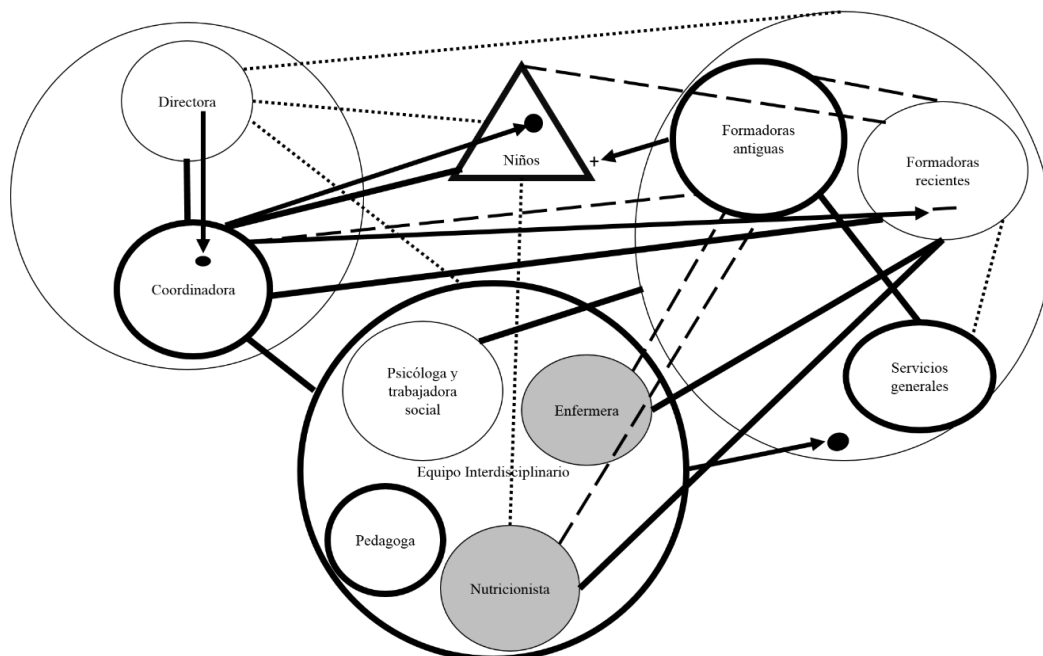 Directora
Niños
+
Formadoras
antiguas
Formadoras
recientes
Coordinadora
Psicóloga y
trabajadora
social
Enfermera
Servicios
generales
Equipo Interdisciplinario
Pedagoga
Nutricionista